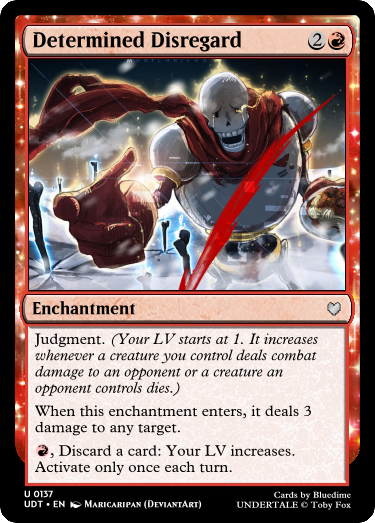 Determined Disregard 2
Enchantment
Judgment. (Your LV starts at 1. It increases
whenever a creature you control deals combat
damage to an opponent or a creature an
opponent controls dies.)
When this enchantment enters, it deals 3
damage to any target.
, Discard a card: Your LV increases.
Activate only once each turn.
U 0137
UDT • EN Maricaripan (DeviantArt)
Cards by Bluedime
UNDERTALE © Toby Fox